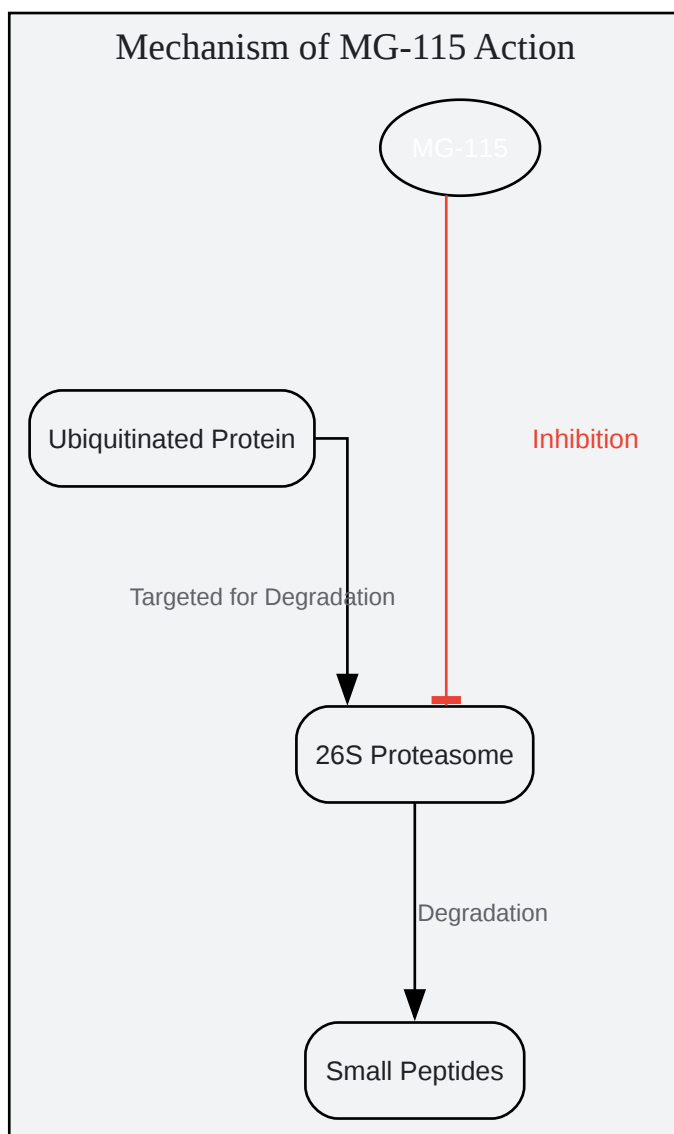 Mechanism of MG-115 Action
MG-115
Ubiquitinated Protein
Inhibition
Targeted for Degradation
26S Proteasome
Degradation
Small Peptides